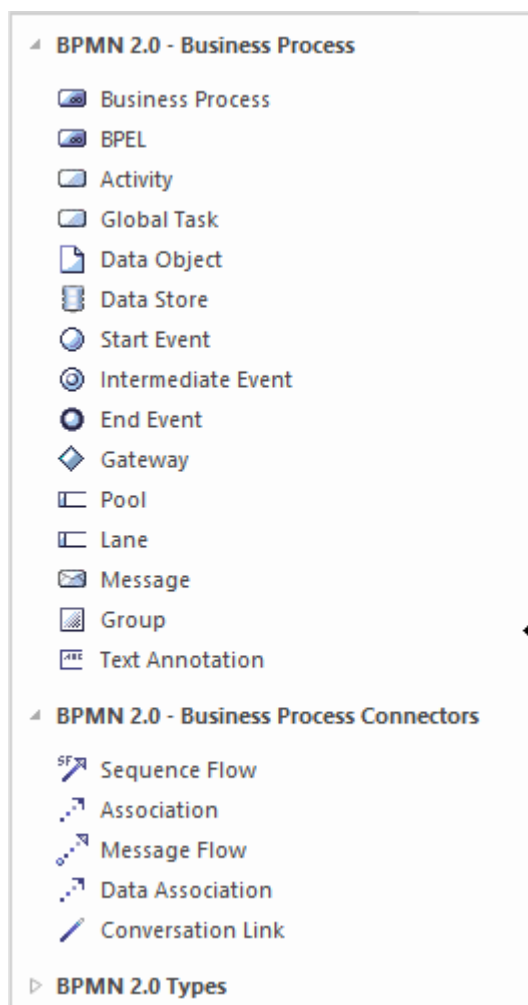 BPMN 2.0 - Business Process
Business Process
BPEL
Activity
Global Task
Data Object
Data Store
Start Event
Intermediate Event
End Event
Gateway
Pool
Lane
Message
Group
Text Annotation
BPMN 2.0 - Business Process Connectors
Sequence Flow
Association
Message Flow
Data Association
Conversation Link
BPMN 2.0 Types